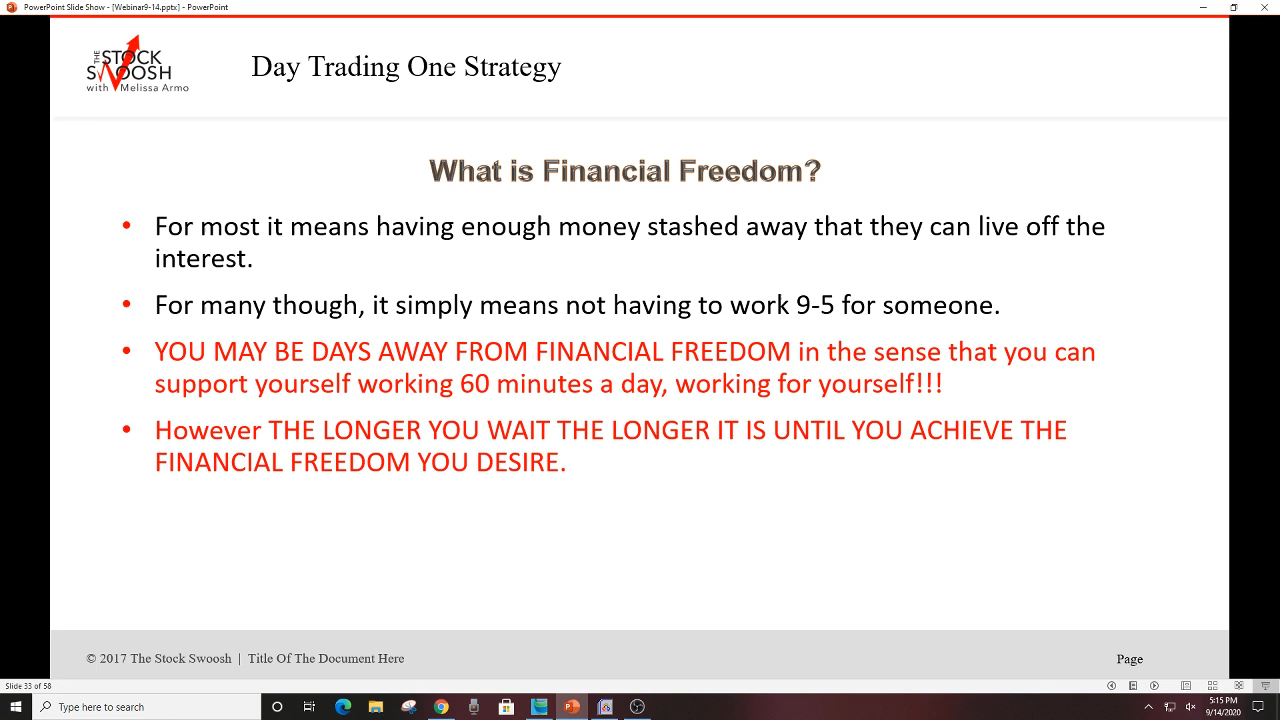 PowerPoint Slide Show - [Webinar9-14.pptx] - PowerPoint
THE
STOCK
SWOOSH
with Melissa Armo
Day Trading One Strategy
What is Financial Freedom?
• For most it means having enough money stashed away that they can live off the
interest.
• For many though, it simply means not having to work 9-5 for someone.
• YOU MAY BE DAYS AWAY FROM FINANCIAL FREEDOM in the sense that you can
support yourself working 60 minutes a day, working for yourself!!!
• However THE LONGER YOU WAIT THE LONGER IT IS UNTIL YOU ACHIEVE THE
FINANCIAL FREEDOM YOU DESIRE.
© 2017 The Stock Swoosh | Title Of The Document Here
Page
Slide 33 of 58
Type here to search
5:15 PM
9/14/2020